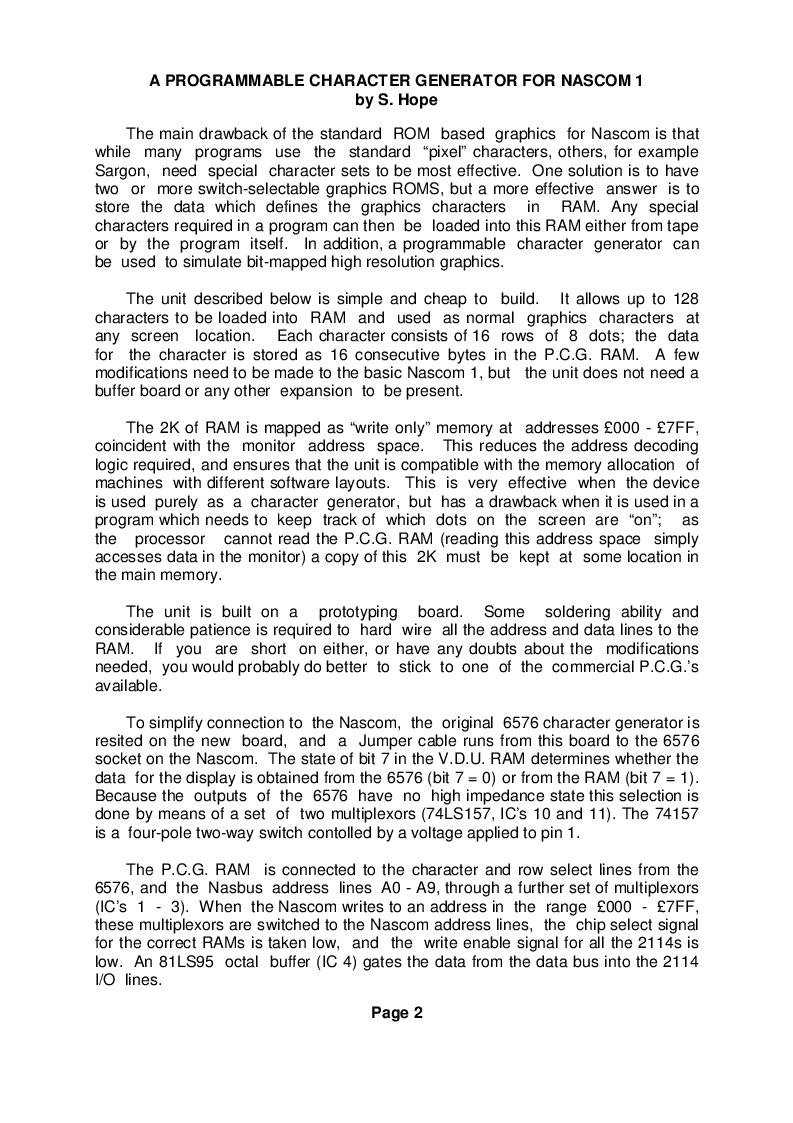 A PROGRAMMABLE CHARACTER GENERATOR FOR NASCOM 1
by S. Hope
The main drawback of the standard ROM based graphics for Nascom is that
while many programs use the standard “pixel” characters, others, for example
Sargon, need special character sets to be most effective. One solution is to have
two or more switch-selectable graphics ROMS, but a more effective answer is to
store the data which defines the graphics characters in RAM. Any special
characters required in a program can then be loaded into this RAM either from tape
or by the program itself. In addition, a programmable character generator can
be used to simulate bit-mapped high resolution graphics.
The unit described below is simple and cheap to build. It allows up to 128
characters to be loaded into RAM and used as normal graphics characters at
any screen location. Each character consists of 16 rows of 8 dots; the data
for the character is stored as 16 consecutive bytes in the P.C.G. RAM. A few
modifications need to be made to the basic Nascom 1, but the unit does not need a
buffer board or any other expansion to be present.
The 2K of RAM is mapped as “write only” memory at addresses £000 - £7FF,
coincident with the monitor address space. This reduces the address decoding
logic required, and ensures that the unit is compatible with the memory allocation of
machines with different software layouts. This is very effective when the device
is used purely as a character generator, but has a drawback when it is used in a
program which needs to keep track of which dots on the screen are “on”; as
the processor cannot read the P.C.G. RAM (reading this address space simply
accesses data in the monitor) a copy of this 2K must be kept at some location in
the main memory.
The unit is built on a prototyping board. Some soldering ability and
considerable patience is required to hard wire all the address and data lines to the
RAM. If you are short on either, or have any doubts about the modifications
needed, you would probably do better to stick to one of the commercial P.C.G.’s
available.
To simplify connection to the Nascom, the original 6576 character generator is
resited on the new board, and a Jumper cable runs from this board to the 6576
socket on the Nascom. The state of bit 7 in the V.D.U. RAM determines whether the
data for the display is obtained from the 6576 (bit 7 = 0) or from the RAM (bit 7 = 1).
Because the outputs of the 6576 have no high impedance state this selection is
done by means of a set of two multiplexors (74LS157, IC’s 10 and 11). The 74157
is a four-pole two-way switch contolled by a voltage applied to pin 1.
The P.C.G. RAM is connected to the character and row select lines from the
6576, and the Nasbus address lines A0 - A9, through a further set of multiplexors
(IC’s 1 - 3). When the Nascom writes to an address in the range £000 - £7FF,
these multiplexors are switched to the Nascom address lines, the chip select signal
for the correct RAMs is taken low, and the write enable signal for all the 2114s is
low. An 81LS95 octal buffer (IC 4) gates the data from the data bus into the 2114
I/O lines.
Page 2